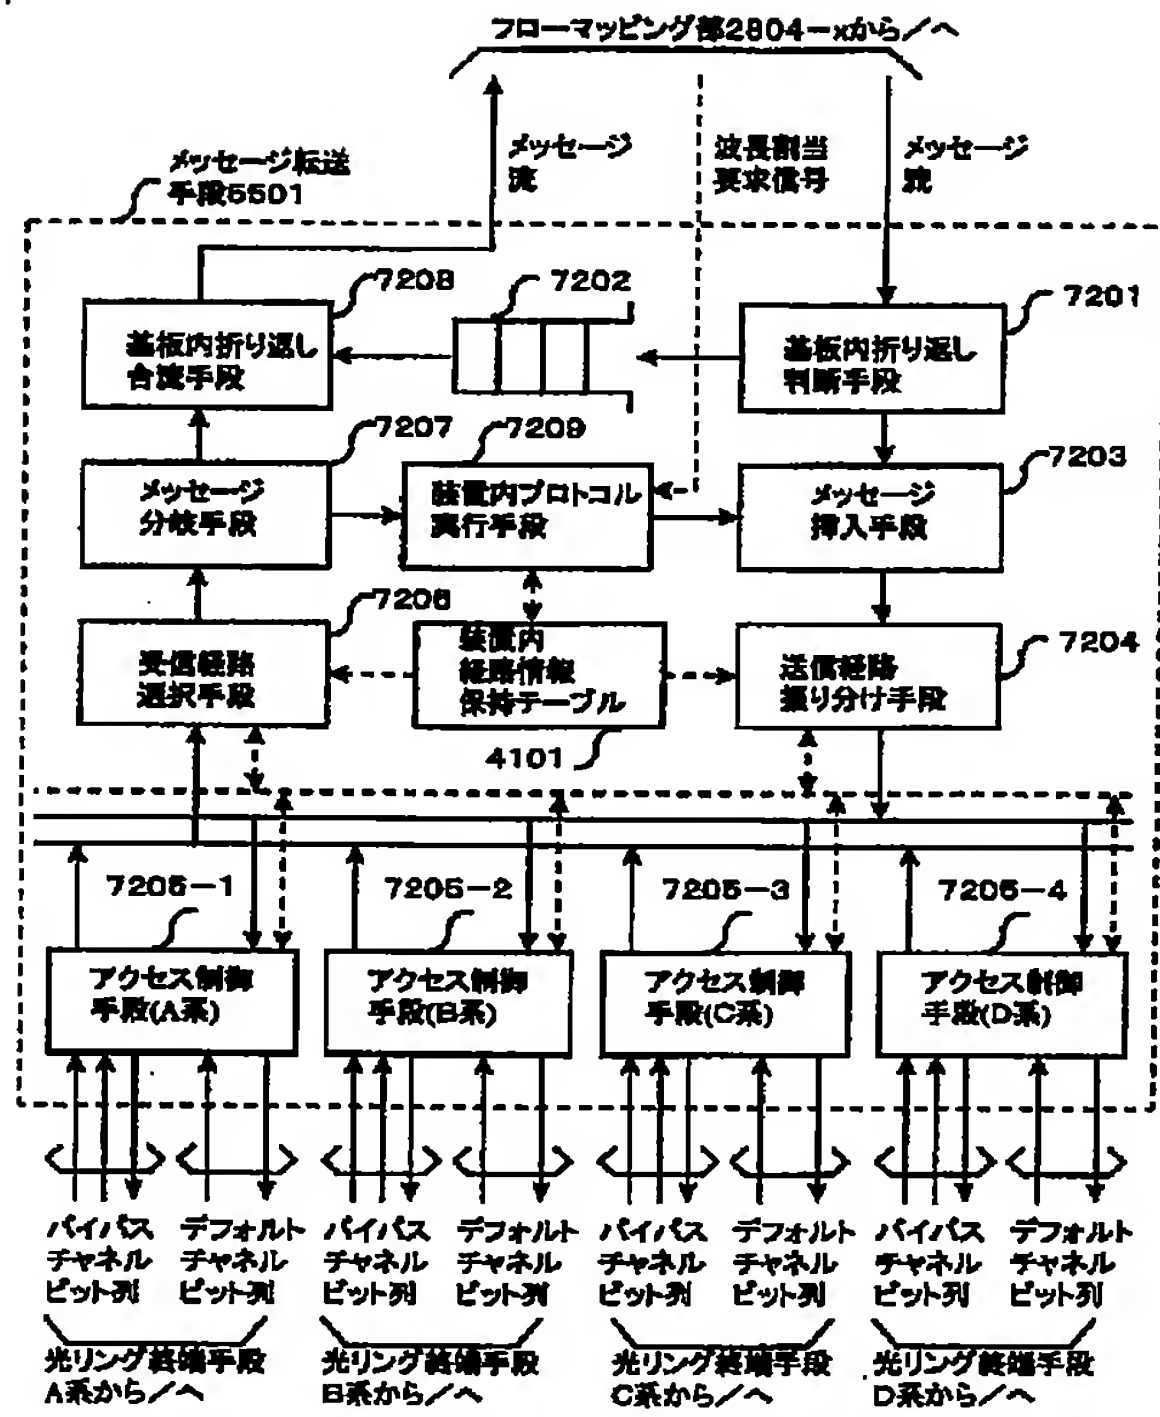 フローマッピング部2804-xから/へ
メッセージ転送
手段5501
メッセージ
流
波長割当
要求信号
メッセージ
流
7208
7202
7201
基板内折り返し
合流手段
基板内折り返し
判断手段
7207
7209
7203
メッセージ
分岐手段
装置内プロトコル
実行手段
メッセージ
挿入手段
7206
7204
受信経路
選択手段
装置内
経路情報
保持テーブル
送信経路
振り分け手段
4101
7205-1
7205-2
7205-3
7205-4
アクセス制御
手段(A系)
アクセス制御
手段(B系)
アクセス制御
手段(C系)
アクセス制御
手段(D系)
バイパス
チャネル
ビット列
デフォルト
チャネル
ビット列
バイパス
チャネル
ビット列
デフォルト
チャネル
ビット列
バイパス
チャネル
ビット列
デフォルト
チャネル
ビット列
バイパス
チャネル
ビット列
デフォルト
チャネル
ビット列
光リング終端手段
A系から/へ
光リング終端手段
B系から/へ
光リング終端手段
C系から/へ
光リング終端手段
D系から/へ